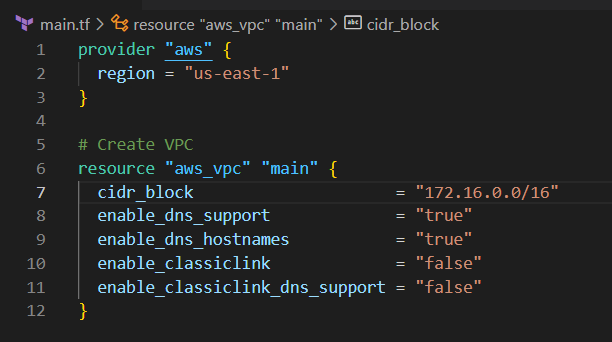 main.tf > resource "aws_vpc" "main" > abc cidr_block
1 provider "aws" {
2   region = "us-east-1"
3 }
4
5 # Create VPC
6 resource "aws_vpc" "main" {
7   cidr_block                     = "172.16.0.0/16"
8   enable_dns_support             = "true"
9   enable_dns_hostnames           = "true"
10   enable_classiclink             = "false"
11   enable_classiclink_dns_support = "false"
12 }